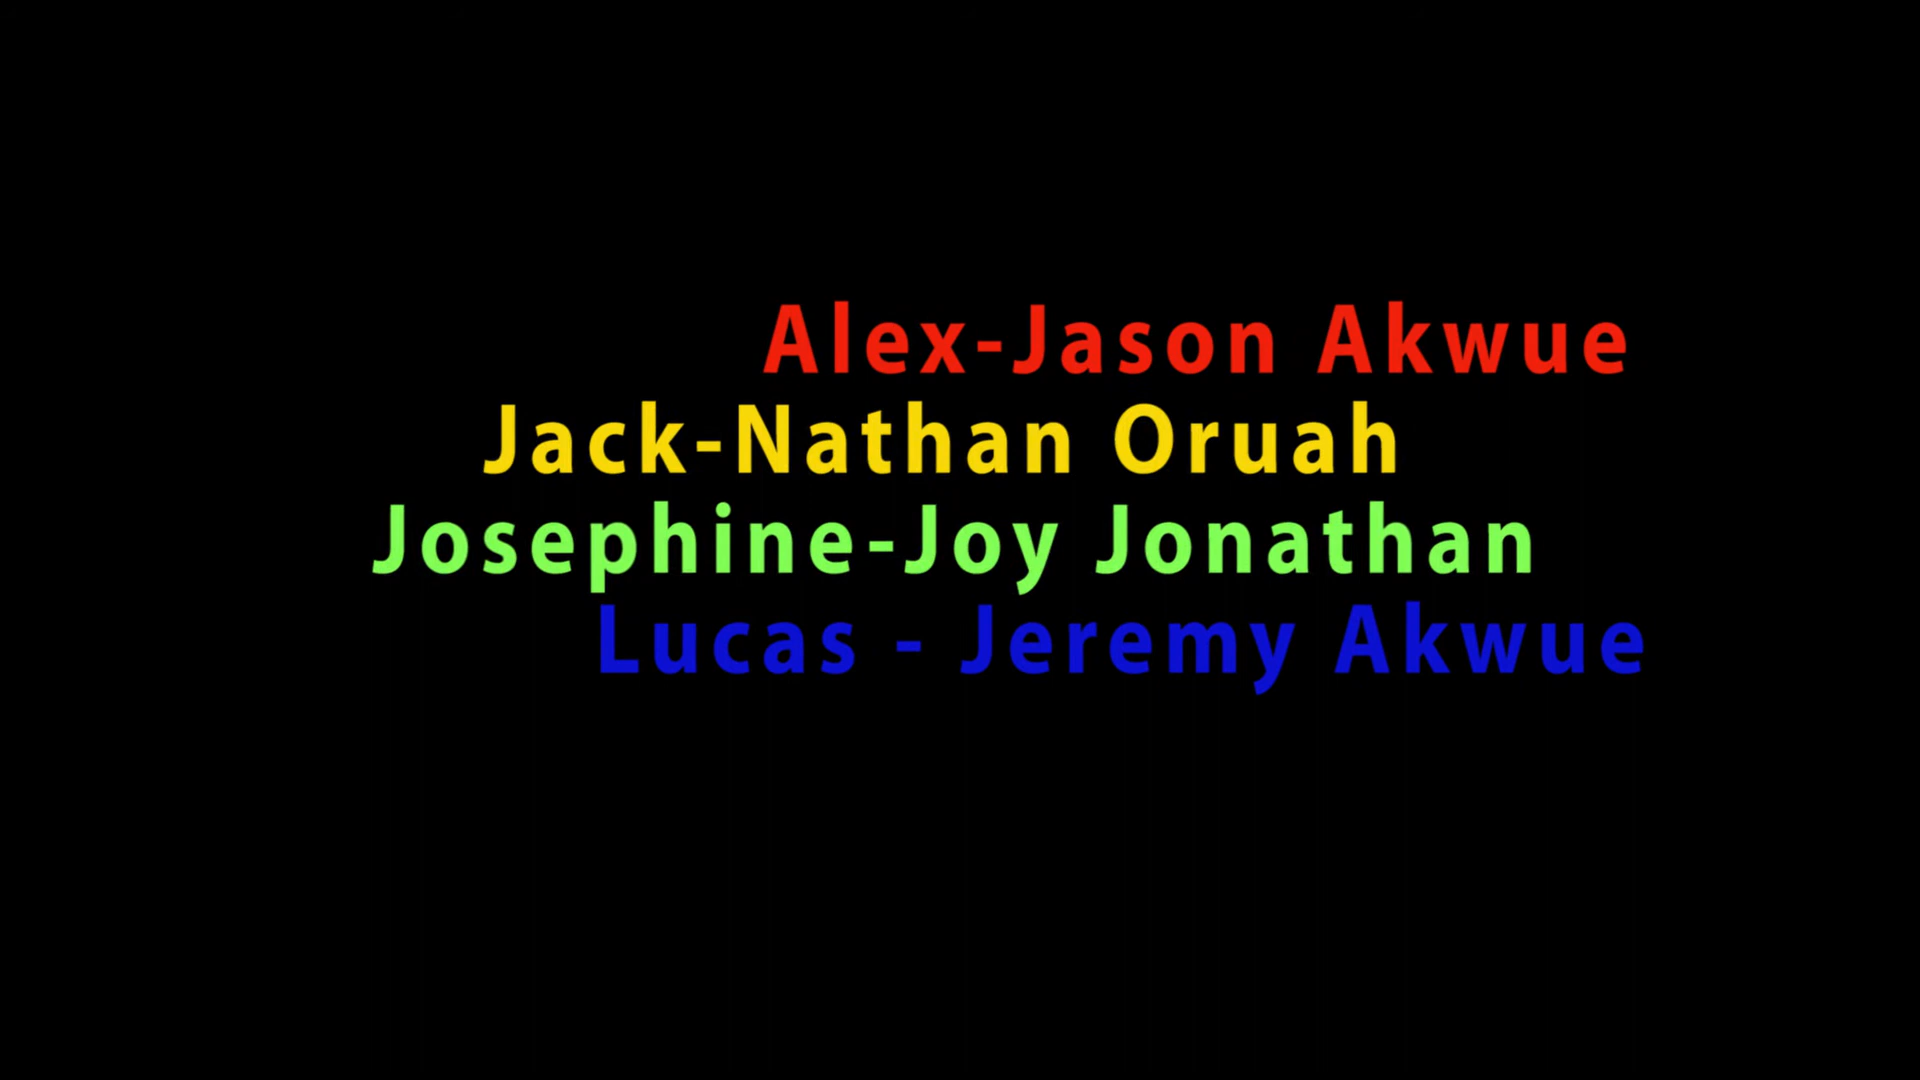 Alex-Jason Akwue
Jack-Nathan Oruah
Josephine-Joy Jonathan
Lucas - Jeremy Akwue